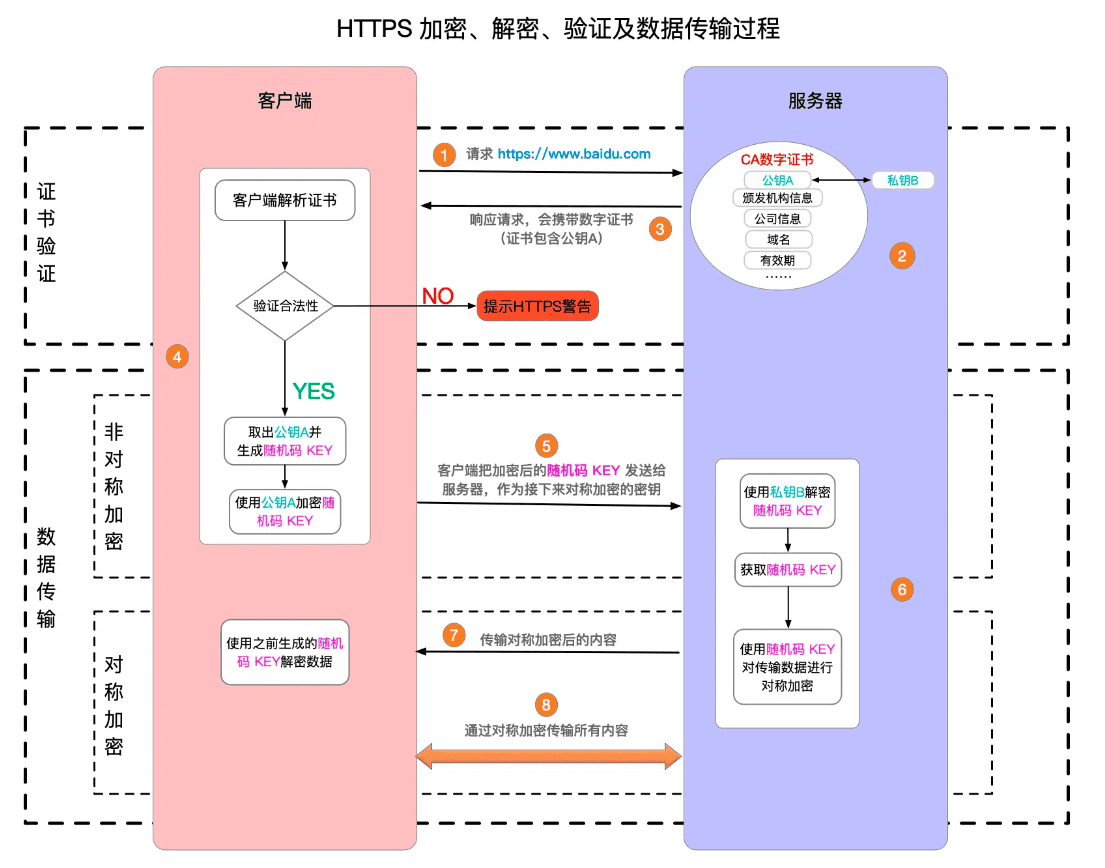 HTTPS 加密、解密、验证及数据传输过程
客户端
服务器
证书验证
1
请求 https://www.baidu.com
CA数字证书
公钥A
私钥B
颁发机构信息
公司信息
域名
有效期
······
2
响应请求，会携带数字证书
（证书包含公钥A）
3
客户端解析证书
验证合法性
NO
提示HTTPS警告
4
YES
数据传输
非对称加密
取出公钥A并
生成随机码 KEY
使用公钥A加密随
机码 KEY
5
客户端把加密后的随机码 KEY 发送给
服务器，作为接下来对称加密的密钥
使用私钥B解密
随机码 KEY
获取随机码 KEY
6
使用随机码 KEY
对传输数据进行
对称加密
对称加密
7
传输对称加密后的内容
使用之前生成的随机
码 KEY解密数据
8
通过对称加密传输所有内容